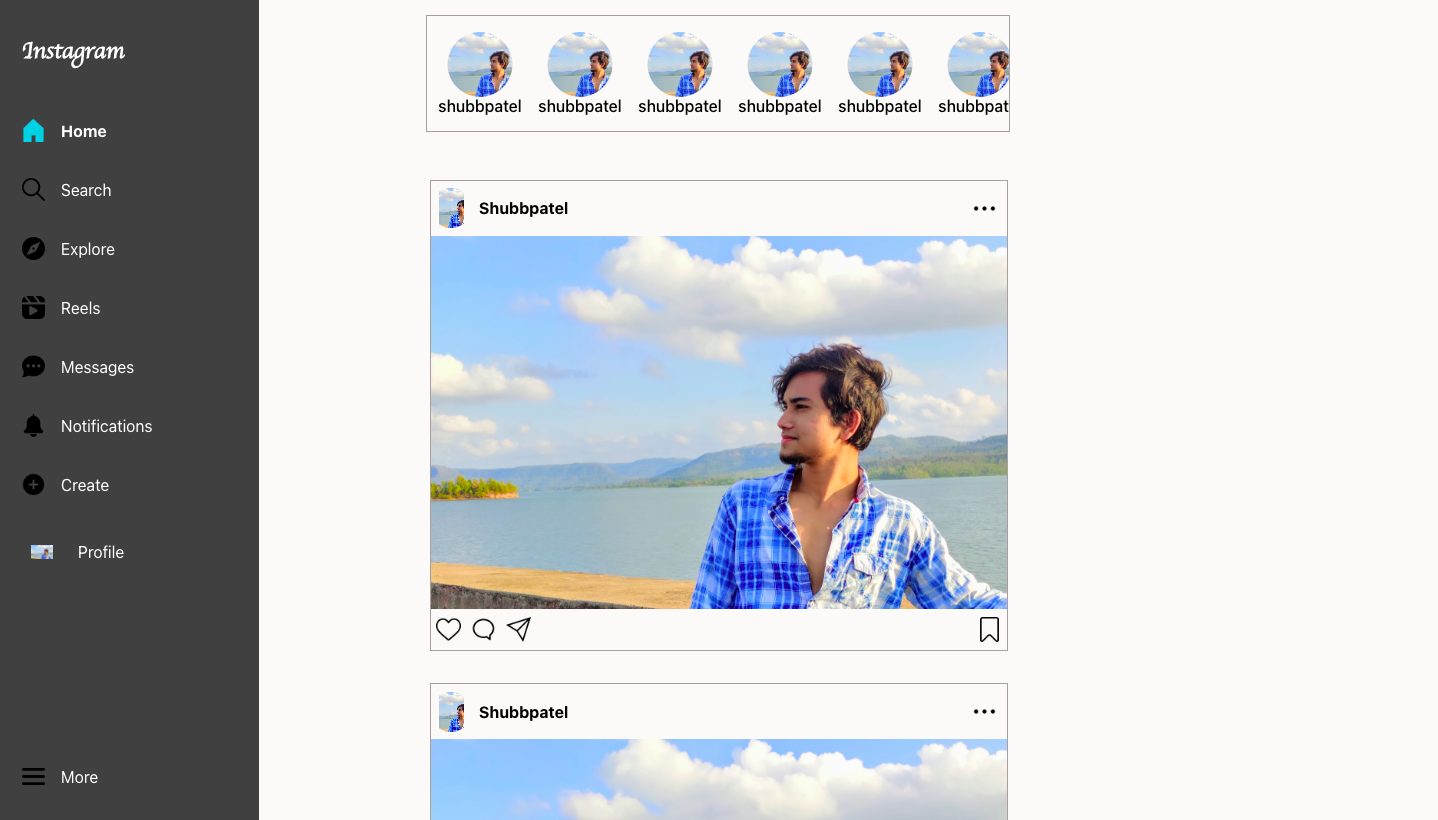 Instagram
Home
Search
Explore
Reels
Messages
Notifications
Create
Profile
More
shubbpatel shubbpatel shubbpatel shubbpatel shubbpatel shubbpat
Shubbpatel
Shubbpatel